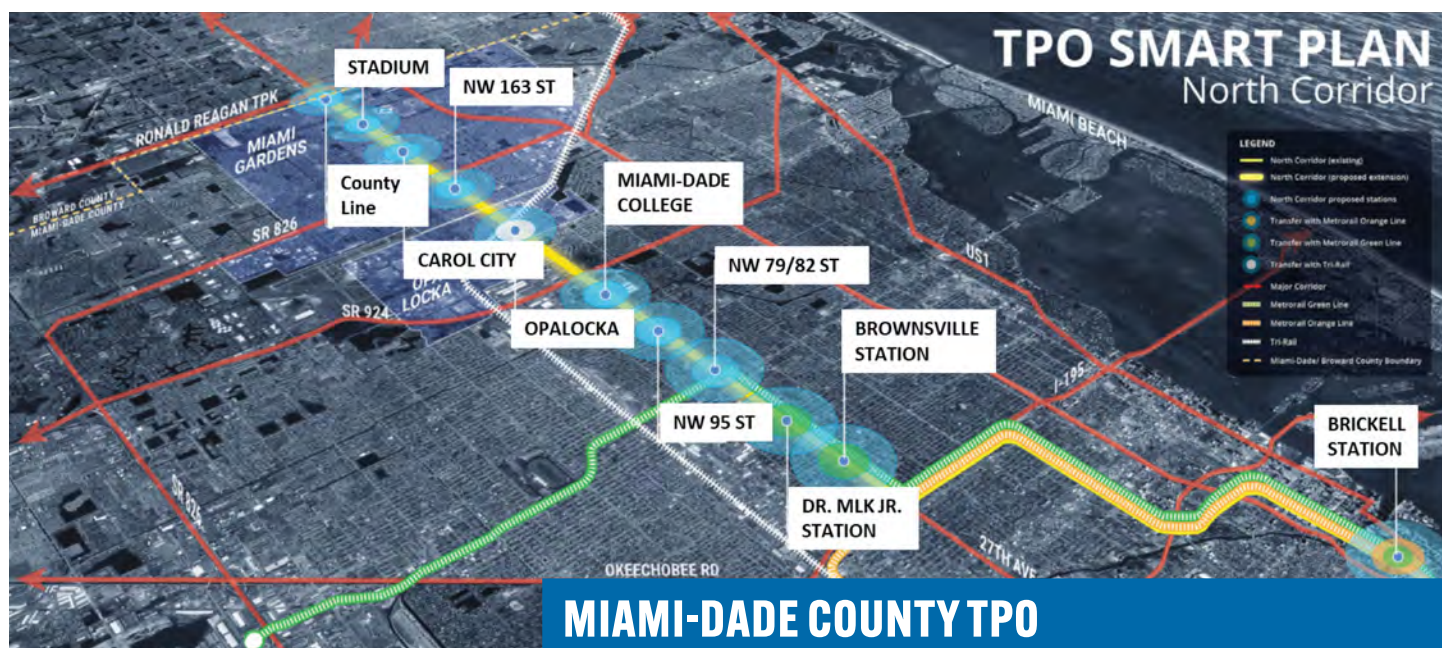 TPO SMART PLAN
North Corridor
STADIUM
NW 163 ST
RONALD REAGAN TPK
MIAMI
GARDENS
MIAMI BEACH
LEGEND
North Corridor (existing)
North Corridor (proposed extension)
North Corridor proposed stations
Transfer with Metrorail Orange Line
Transfer with Metrorail Green Line
Transfer with Tri-Rail
Major Corridor
Metrorail Green Line
Metrorail Orange Line
Tri-Rail
Miami-Dade/ Broward County Boundary
County
Line
MIAMI-DADE
COLLEGE
BROWARD COUNTY
MIAMI-DADE COUNTY
SR 826
CAROL CITY
NW 79/82 ST
US1
LOCKA
SR 924
OPALOCKA
BROWNSVILLE
STATION
I-195
NW 95 ST
BRICKELL
STATION
SR 826
DR. MLK JR.
STATION
27TH AVE
OKEECHOBEE RD
MIAMI-DADE COUNTY TPO